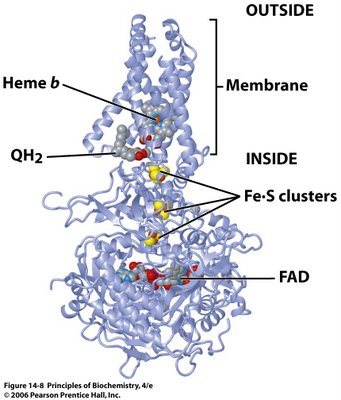 OUTSIDE
Heme b
Membrane
QH2
INSIDE
Fe·S clusters
FAD
Figure 14-8 Principles of Biochemistry, 4/e
© 2006 Pearson Prentice Hall, Inc.